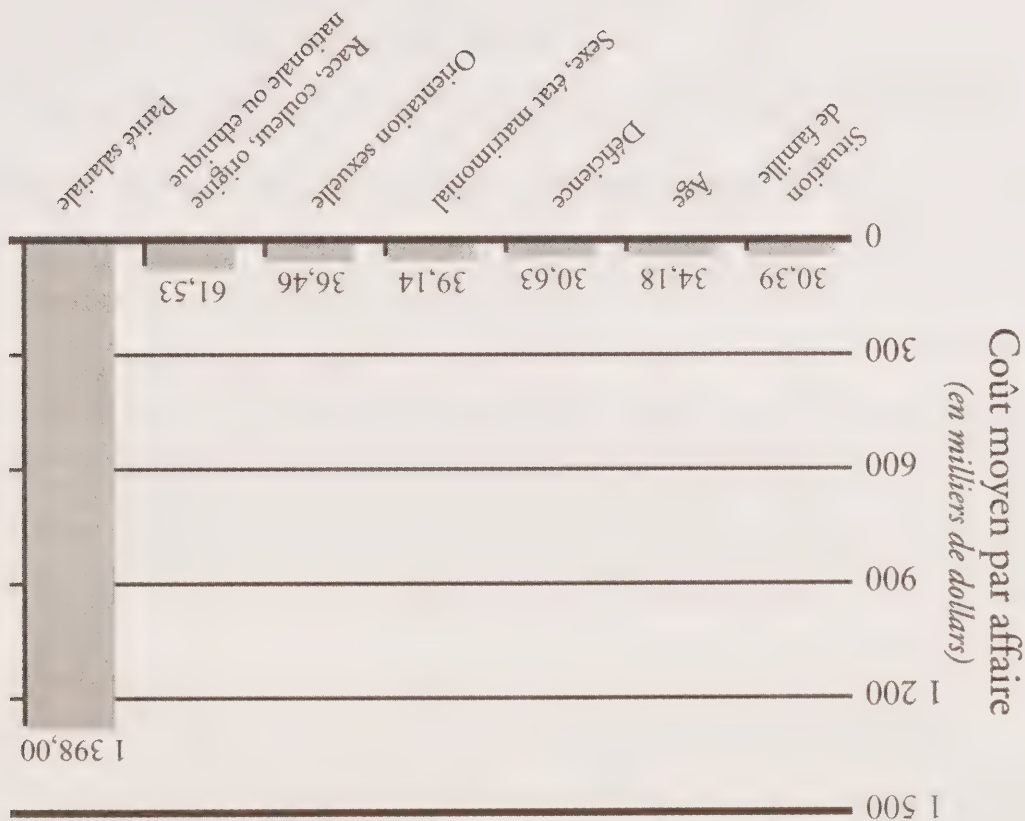 Coût moyen par affaire
(en milliers de dollars)
1 500
1 398,00
1 200
900
600
300
30,39
34,18
30,63
39,14
36,46
61,53
0
Situation
de famille
Âge
Déficience
Sexe, état matrimonial
Orientation sexuelle
Race, couleur, origine
nationale ou ethnique
Parité salariale